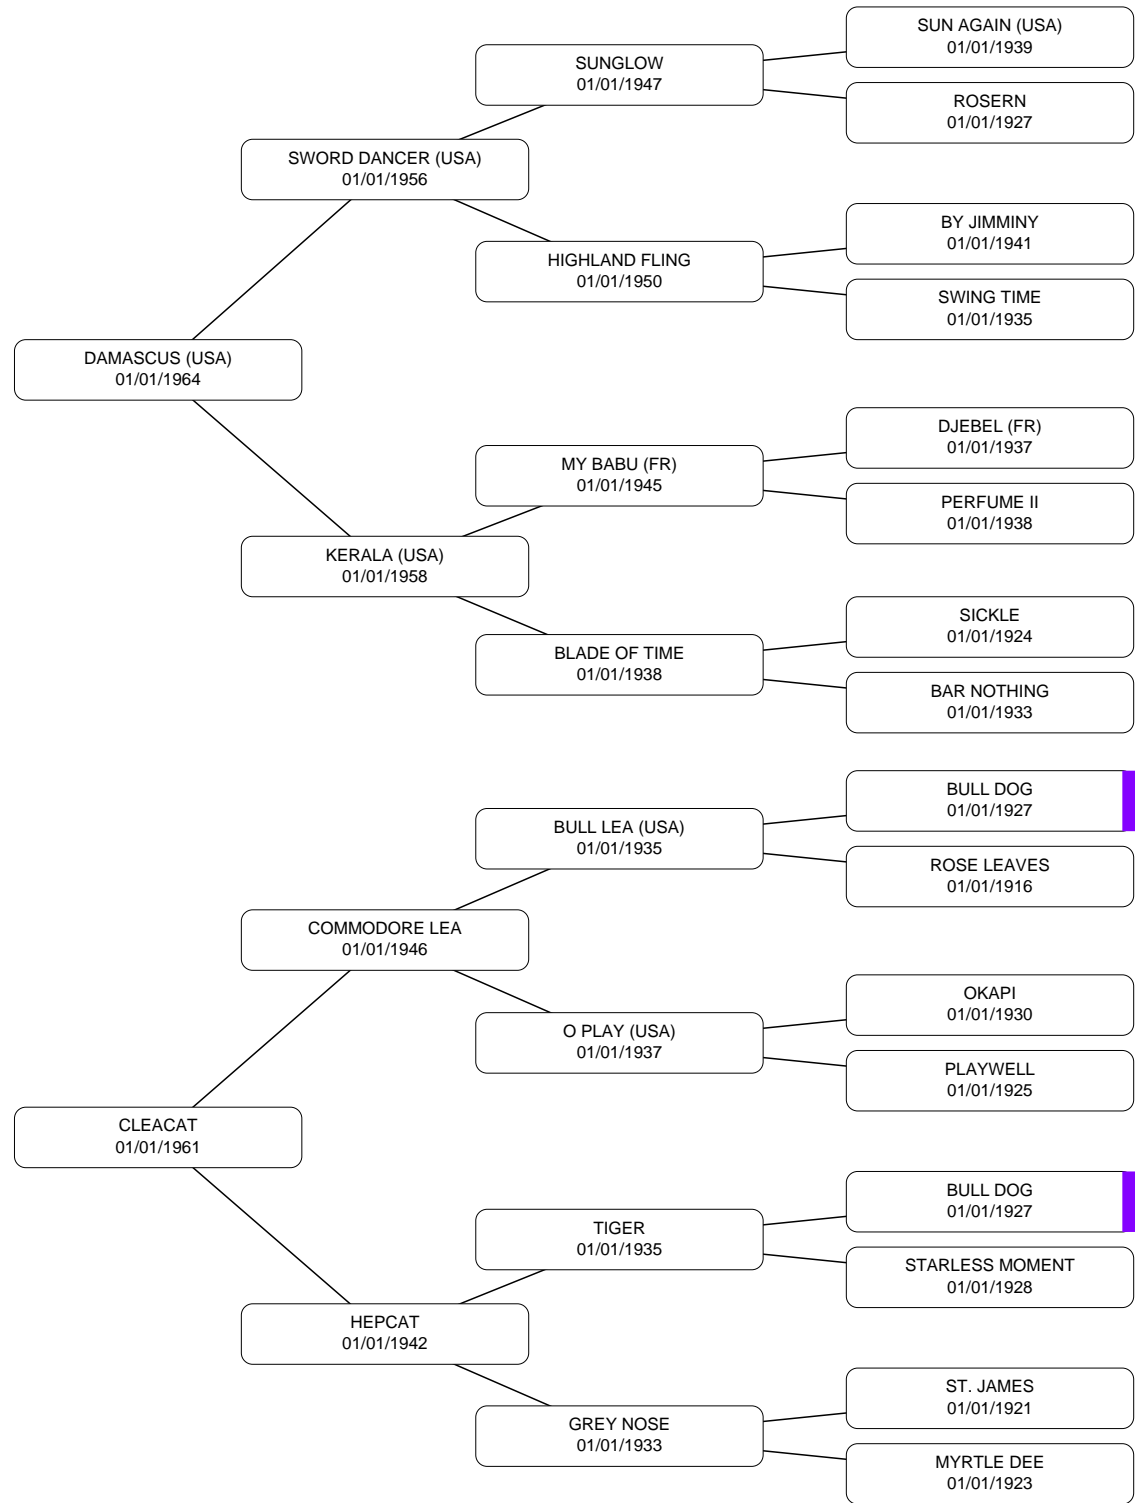 SUN AGAIN (USA)
01/01/1939
SUNGLOW
01/01/1947
ROSERN
01/01/1927
SWORD DANCER (USA)
01/01/1956
BY JIMMINY
01/01/1941
HIGHLAND FLING
01/01/1950
SWING TIME
01/01/1935
DAMASCUS (USA)
01/01/1964
DJEBEL (FR)
01/01/1937
MY BABU (FR)
01/01/1945
PERFUME II
01/01/1938
KERALA (USA)
01/01/1958
SICKLE
01/01/1924
BLADE OF TIME
01/01/1938
BAR NOTHING
01/01/1933
BULL DOG
01/01/1927
BULL LEA (USA)
01/01/1935
ROSE LEAVES
01/01/1916
COMMODORE LEA
01/01/1946
OKAPI
01/01/1930
O PLAY (USA)
01/01/1937
PLAYWELL
01/01/1925
CLEACAT
01/01/1961
BULL DOG
01/01/1927
TIGER
01/01/1935
STARLESS MOMENT
01/01/1928
HEPCAT
01/01/1942
ST. JAMES
01/01/1921
GREY NOSE
01/01/1933
MYRTLE DEE
01/01/1923